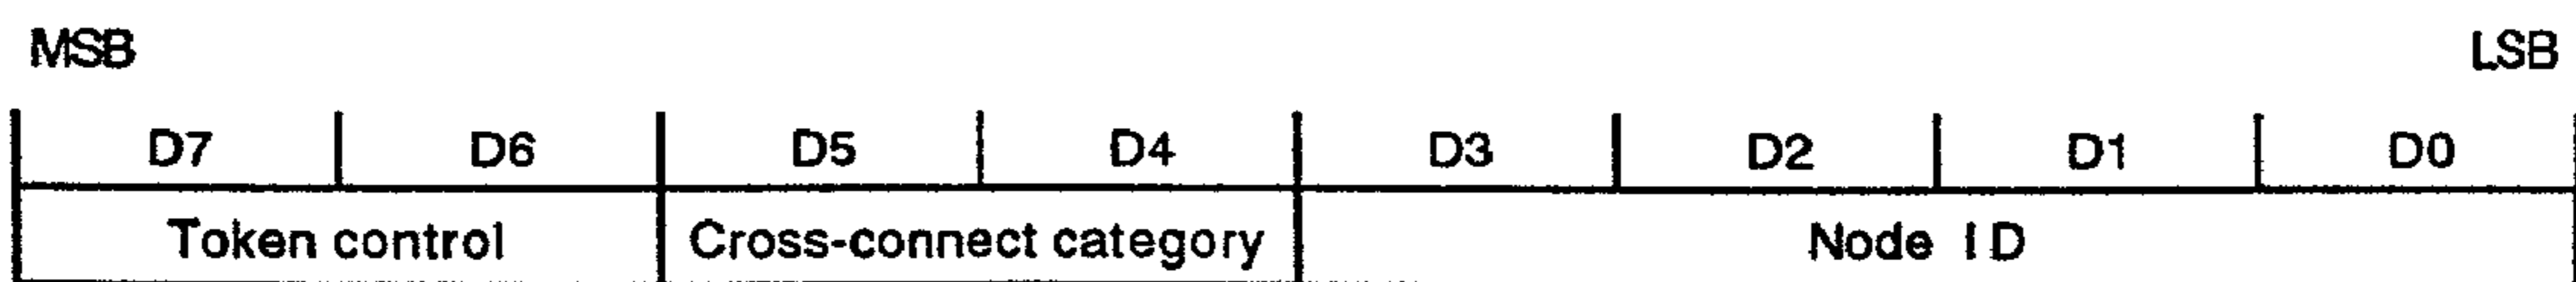 MSB LSB
D7 D6 D5 D4 D3 D2 D1 D0
Token control Cross-connect category Node ID